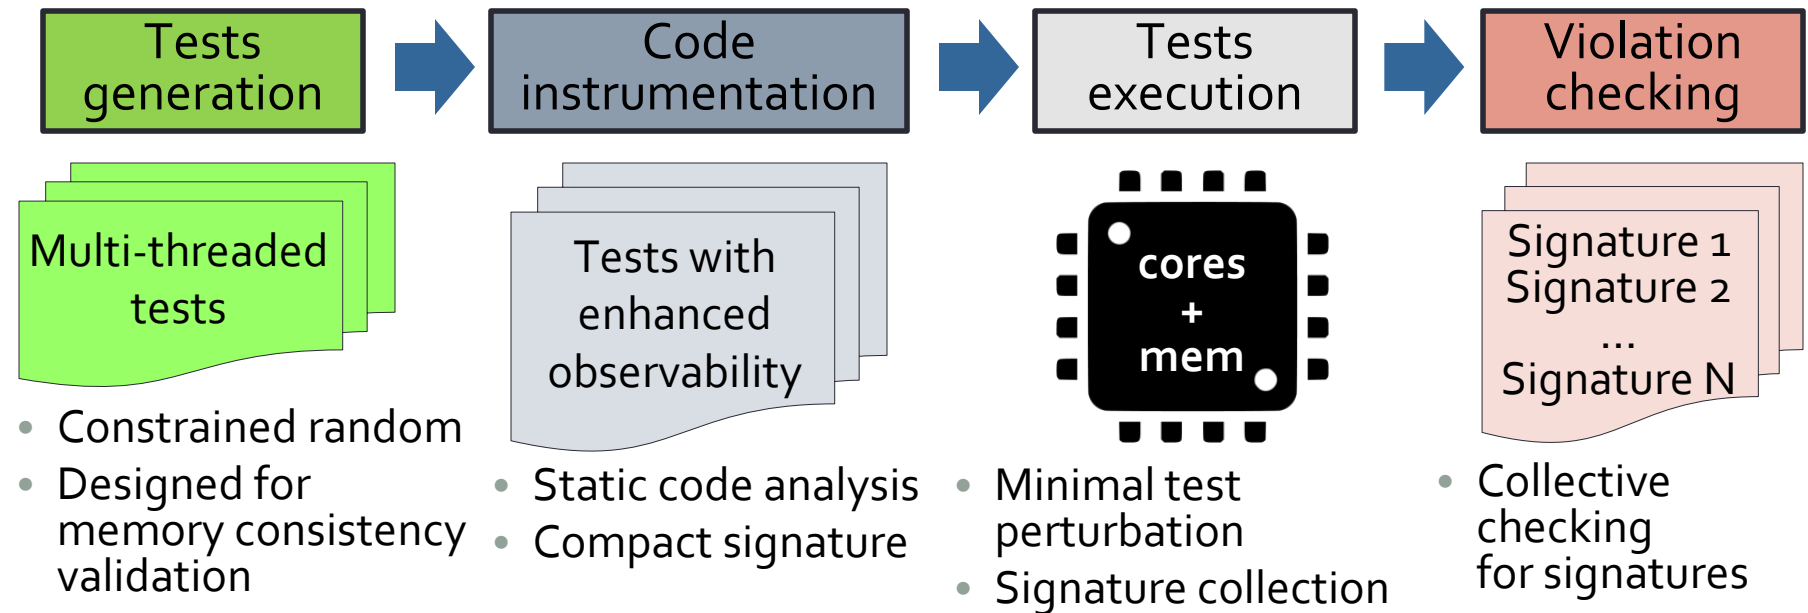 Tests
generation
Code
instrumentation
Tests
execution
Violation
checking
Multi-threaded
tests
Tests with
enhanced
observability
cores
+
mem
Signature 1
Signature 2
...
Signature N
• Constrained random
• Designed for
memory consistency
validation
• Static code analysis
• Compact signature
• Minimal test
perturbation
• Signature collection
• Collective
checking
for signatures